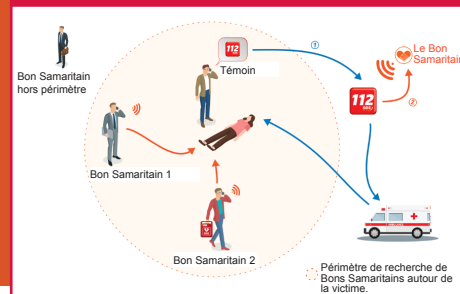 112
①
Le Bon
Samaritain
Bon Samaritain
hors périmètre
Témoin
112
②
Bon Samaritain 1
Bon Samaritain 2
Périmètre de recherche de
Bons Samaritains autour de
la victime.